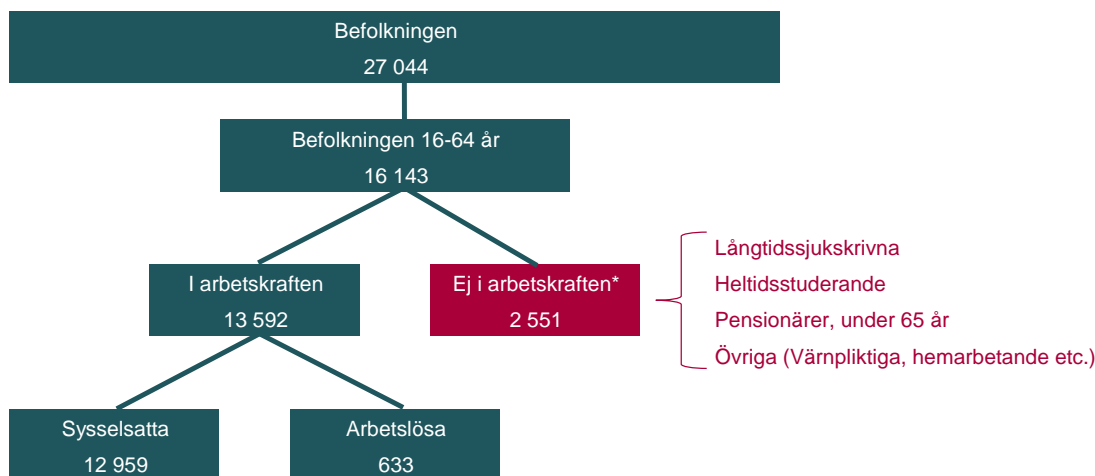 Befolkningen
27 044
Befolkningen 16-64 år
16 143
I arbetskraften
13 592
Ej i arbetskraften*
2 551
Långtidssjukskrivna
Heltidsstuderande
Pensionärer, under 65 år
Övriga (Värnpliktiga, hemarbetande etc.)
Sysselsatta
12 959
Arbetslösa
633